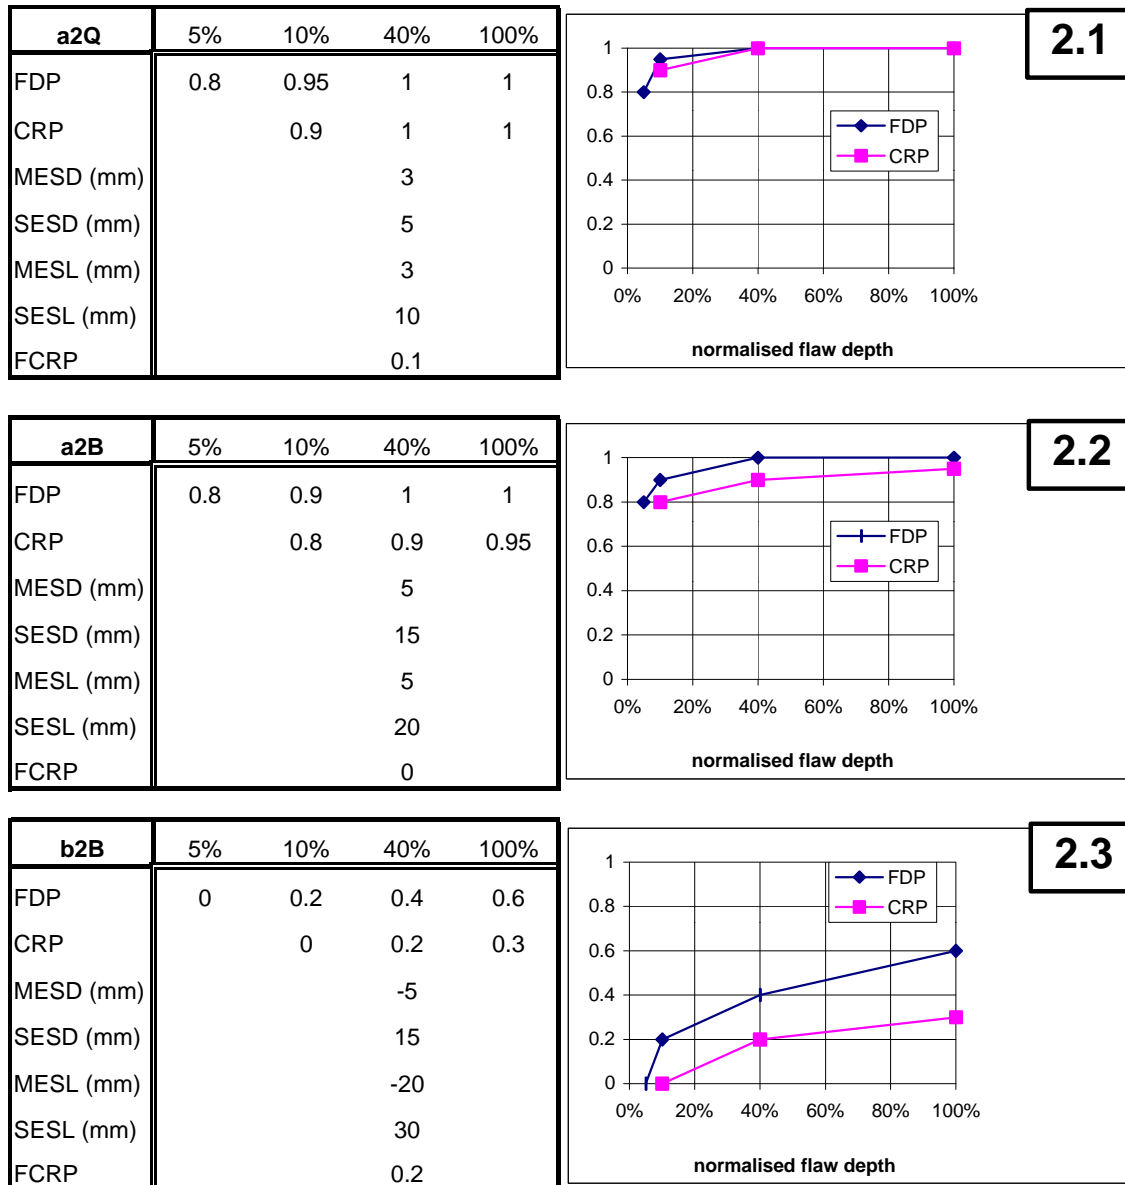 a2Q 5% 10% 40% 100%
FDP 0.8 0.95 1 1
CRP 0.9 1 1
MESD (mm) 3
SESD (mm) 5
MESL (mm) 3
SESL (mm) 10
FCRP 0.1
2.1
1
0.8
0.6
0.4
0.2
0
0% 20% 40% 60% 80% 100%
FDP
CRP
normalised flaw depth
a2B 5% 10% 40% 100%
FDP 0.8 0.9 1 1
CRP 0.8 0.9 0.95
MESD (mm) 5
SESD (mm) 15
MESL (mm) 5
SESL (mm) 20
FCRP 0
2.2
1
0.8
0.6
0.4
0.2
0
0% 20% 40% 60% 80% 100%
FDP
CRP
normalised flaw depth
b2B 5% 10% 40% 100%
FDP 0 0.2 0.4 0.6
CRP 0 0.2 0.3
MESD (mm) -5
SESD (mm) 15
MESL (mm) -20
SESL (mm) 30
FCRP 0.2
2.3
1
0.8
0.6
0.4
0.2
0
0% 20% 40% 60% 80% 100%
FDP
CRP
normalised flaw depth